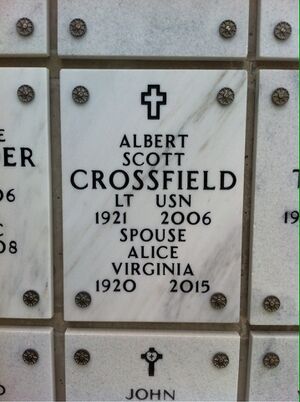 ALBERT
SCOTT
CROSSFIELD
LT USN
1921 2006
SPOUSE
ALICE
VIRGINIA
1920 2015
JOHN